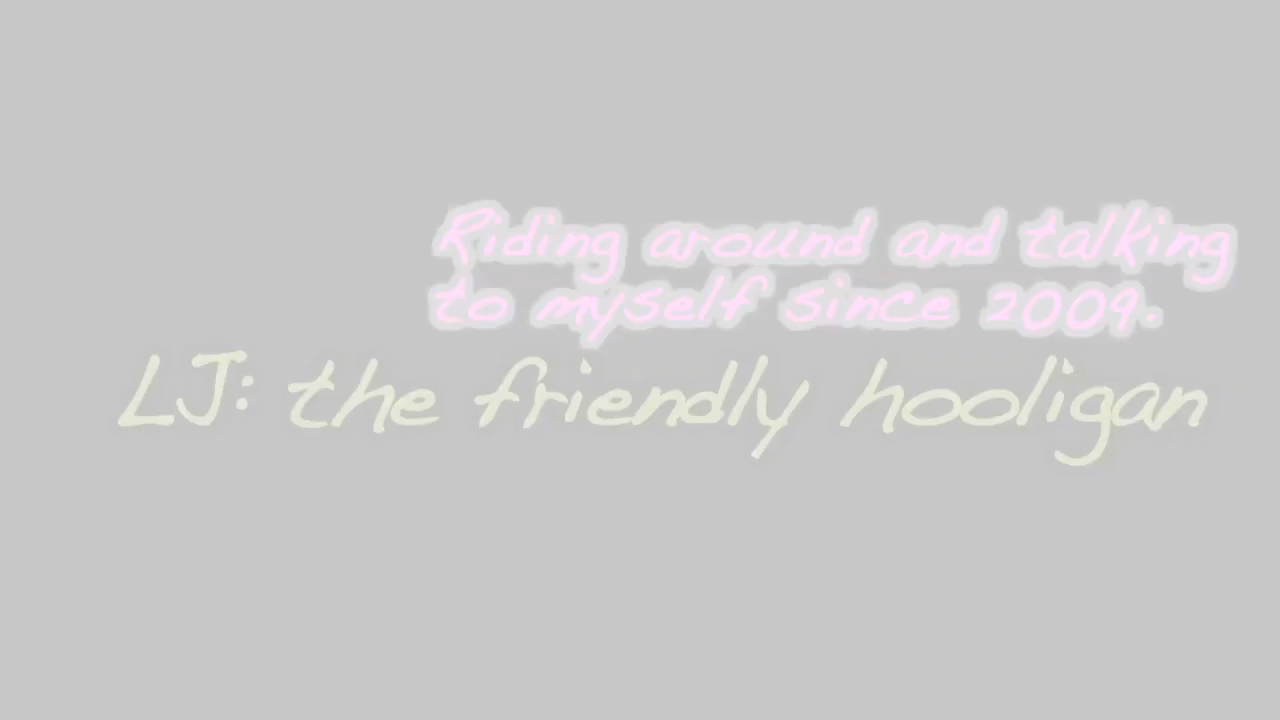 Riding around and talking
to myself since 2009.
LJ: the friendly hooligan